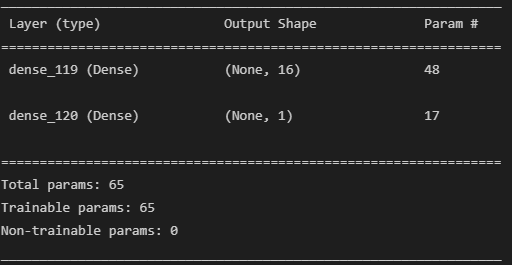 Layer (type) Output Shape Param #
=================================================================
dense_119 (Dense) (None, 16) 48
dense_120 (Dense) (None, 1) 17
=================================================================
Total params: 65
Trainable params: 65
Non-trainable params: 0
_________________________________________________________________